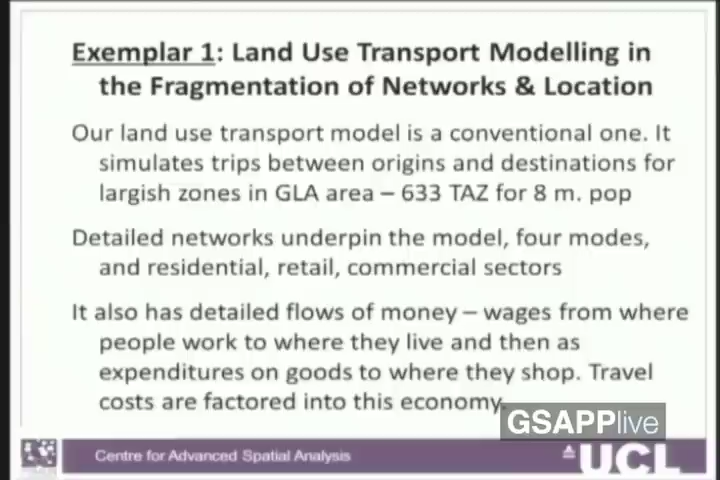 Exemplar 1: Land Use Transport Modelling in
the Fragmentation of Networks & Location
Our land use transport model is a conventional one. It
simulates trips between origins and destinations for
largish zones in GLA area – 633 TAZ for 8 m. pop
Detailed networks underpin the model, four modes,
and residential, retail, commercial sectors
It also has detailed flows of money – wages from where
people work to where they live and then as
expenditures on goods to where they shop. Travel
costs are factored into this economy.
GSAPPlive
Centre for Advanced Spatial Analysis
UCL